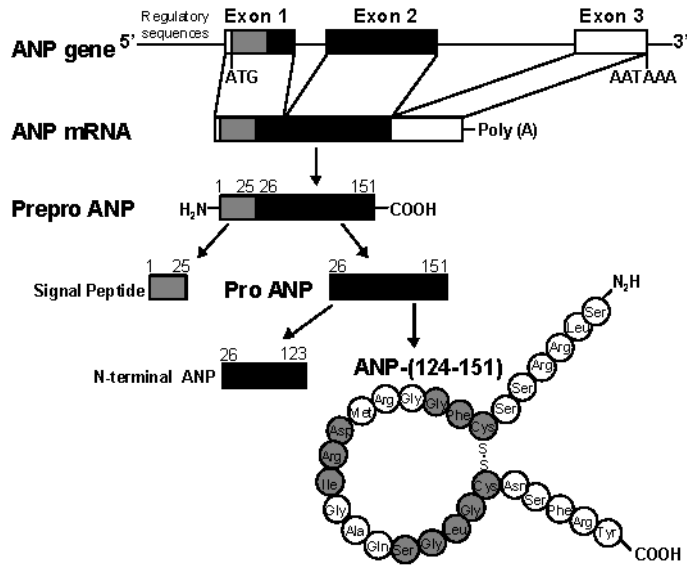 Regulatory sequences
Exon 1
Exon 2
Exon 3
5’
3’
ANP gene
ATG
AATAAA
ANP mRNA
Poly (A)
1
25
26
151
Prepro ANP
H₂N
COOH
1
25
Signal Peptide
26
151
Pro ANP
26
123
N-terminal ANP
ANP-(124-151)
N₂H
Ser
Leu
Arg
Arg
Ser
Ser
Cys
Phe
Gly
Gly
Arg
Met
Asp
Arg
Ile
Gly
Ala
Gln
Ser
Gly
Leu
Gly
Cys
S
S
Asn
Ser
Phe
Arg
Tyr
COOH